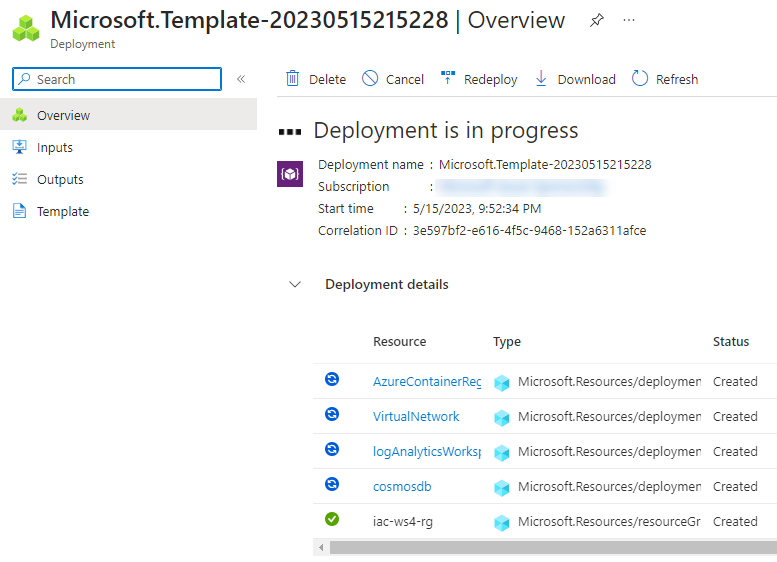 Microsoft.Template-20230515215228 | Overview
Deployment
Search
Overview
Inputs
Outputs
Template
Delete Cancel Redeploy Download Refresh
Deployment is in progress
Deployment name : Microsoft.Template-20230515215228
Subscription :
Start time : 5/15/2023, 9:52:34 PM
Correlation ID : 3e597bf2-e616-4f5c-9468-152a6311afce
Deployment details
Resource Type Status
AzureContainerReg Microsoft.Resources/deploymen Created
VirtualNetwork Microsoft.Resources/deploymen Created
logAnalyticsWorksp Microsoft.Resources/deploymen Created
cosmosdb Microsoft.Resources/deploymen Created
iac-ws4-rg Microsoft.Resources/resourceGr Created